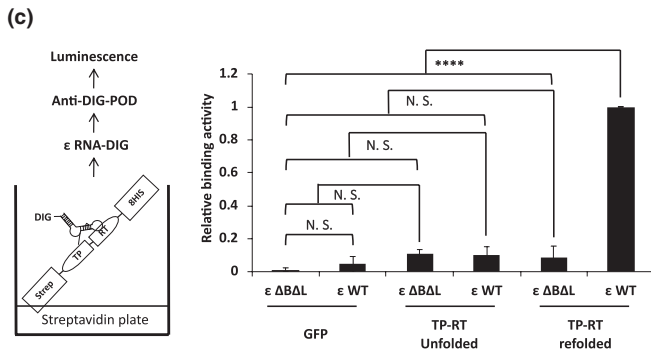 (c)
Luminescence
Anti-DIG-POD
ε RNA-DIG
DIG
8HIS
RT
TP
Strep
Streptavidin plate
Relative binding activity
1.2
1
0.8
0.6
0.4
0.2
0
****
N. S.
N. S.
N. S.
N. S.
N. S.
ε ΔBΔL
ε WT
ε ΔBΔL
ε WT
ε ΔBΔL
ε WT
GFP
TP-RT
Unfolded
TP-RT
refolded